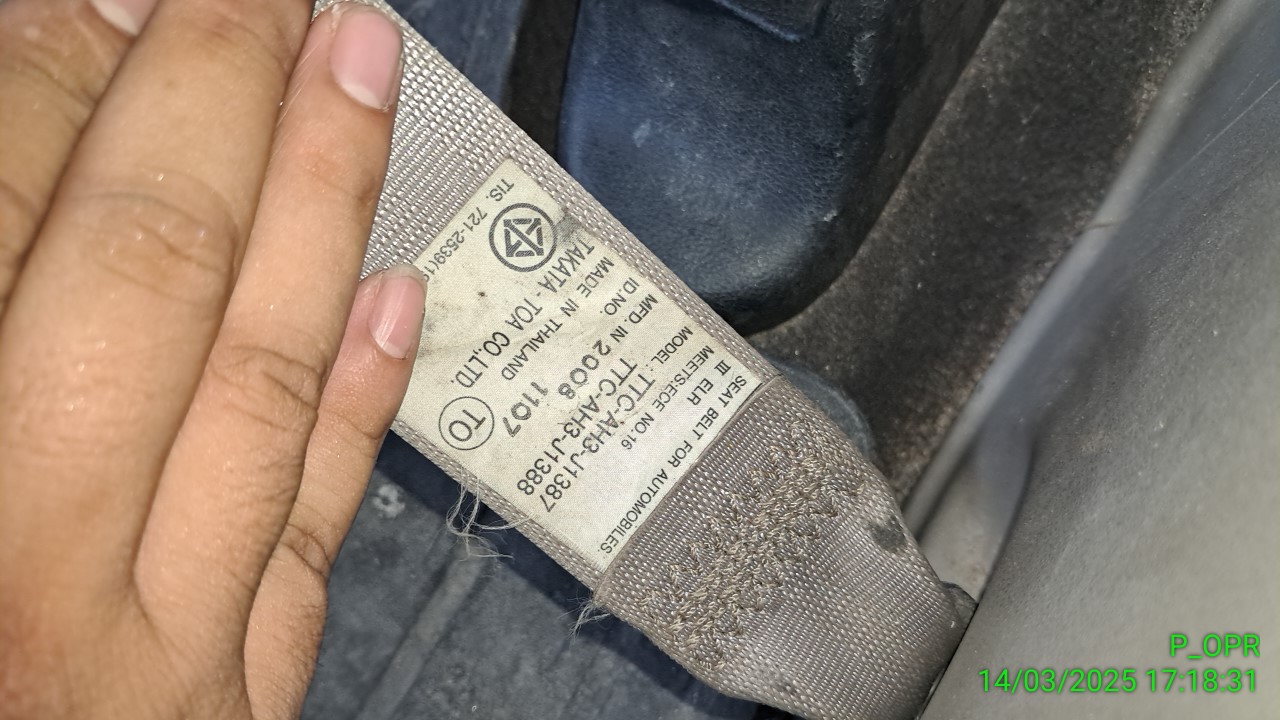 SEAT BELT FOR AUTOMOBILES.
III ELR
MEETS:ECE NO.16
MODEL.: TTC-AH3-J1387
TTC-AH3-J1388
MFD. IN 2008 1107
ID.NO.
MADE IN THAILAND
TAKATA - TOA CO.,LTD.
TO
TIS. 721-2539
P_OPR
14/03/2025 17:18:31